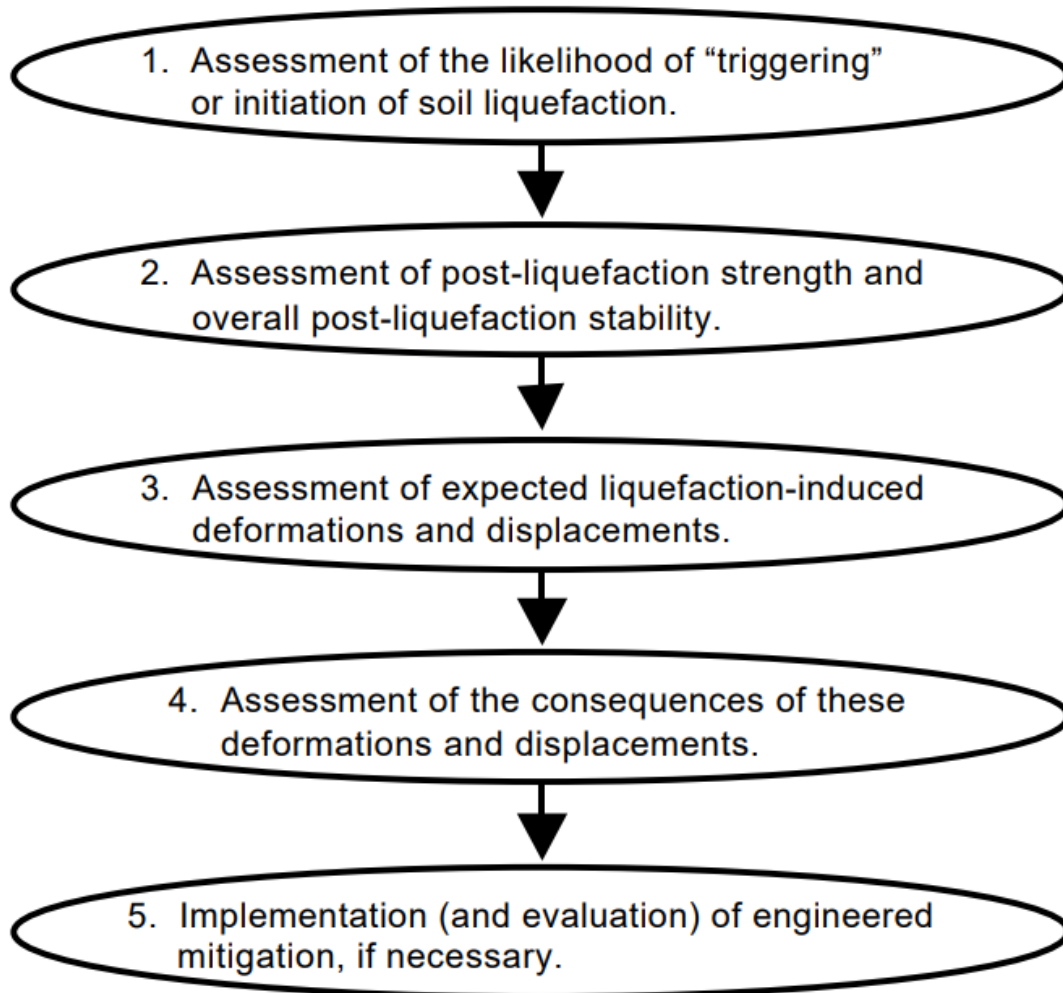 1. Assessment of the likelihood of “triggering”
or initiation of soil liquefaction.
2. Assessment of post-liquefaction strength and
overall post-liquefaction stability.
3. Assessment of expected liquefaction-induced
deformations and displacements.
4. Assessment of the consequences of these
deformations and displacements.
5. Implementation (and evaluation) of engineered
mitigation, if necessary.